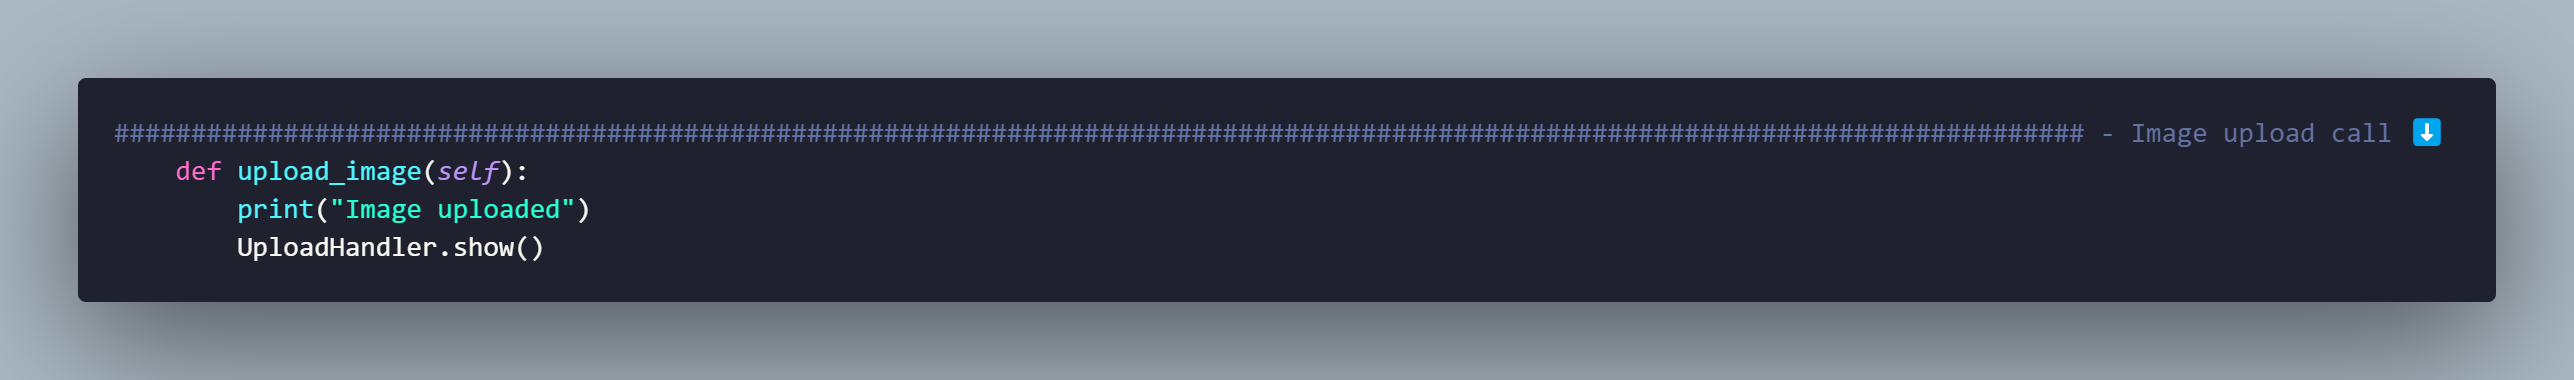 ################################################################################################################################ - Image upload call ⬇️
    def upload_image(self):
        print("Image uploaded")
        UploadHandler.show()